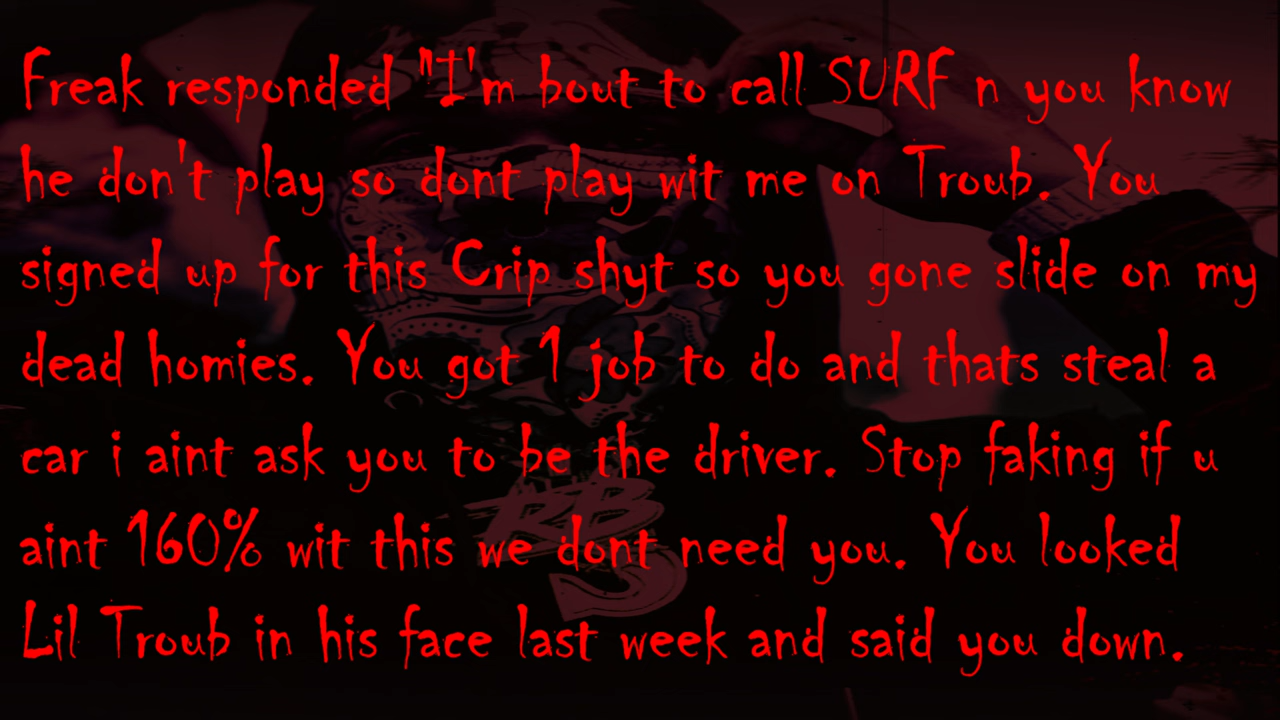 Freak responded "I'm bout to call SURF n you know
he don't play so dont play wit me on Troub. You
signed up for this Crip shyt so you gone slide on my
dead homies. You got 1 job to do and thats steal a
car i aint ask you to be the driver. Stop faking if u
aint 160% wit this we dont need you. You looked
Lil Troub in his face last week and said you down.